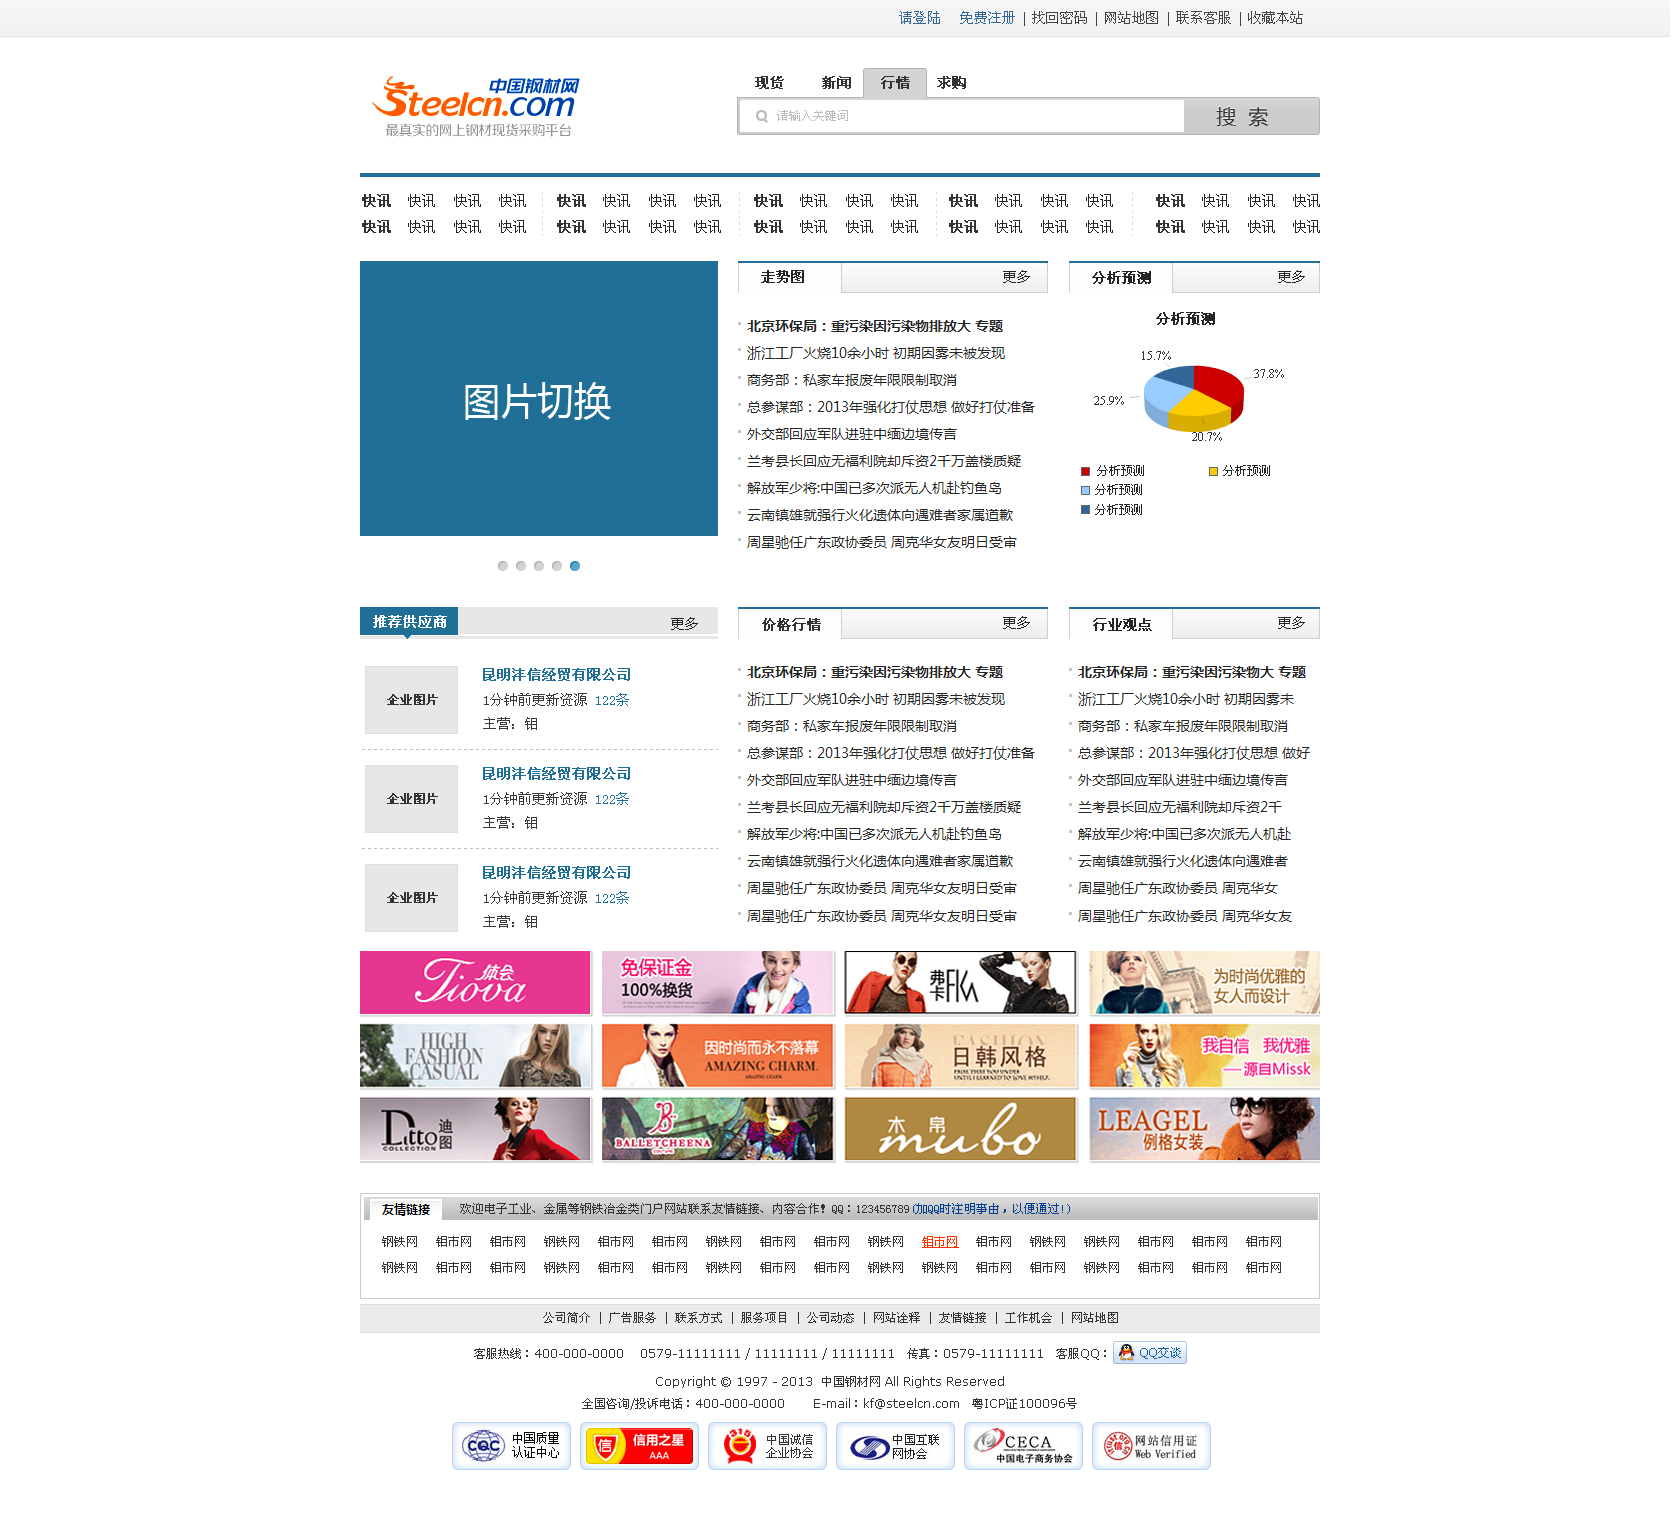 请登陆 免费注册 | 找回密码 | 网站地图 | 联系客服 | 收藏本站
中国钢材网
Steelcn.com
最真实的网上钢材现货采购平台
现货 新闻 行情 求购
请输入关键词 搜 索
快讯 快讯 快讯 快讯 快讯 快讯 快讯 快讯 快讯 快讯 快讯 快讯 快讯 快讯 快讯 快讯 快讯 快讯 快讯 快讯
快讯 快讯 快讯 快讯 快讯 快讯 快讯 快讯 快讯 快讯 快讯 快讯 快讯 快讯 快讯 快讯 快讯 快讯 快讯 快讯
图片切换
走势图 更多
北京环保局：重污染因污染物排放大 专题
浙江工厂火烧10余小时 初期因雾未被发现
商务部：私家车报废年限限制取消
总参谋部：2013年强化打仗思想 做好打仗准备
外交部回应军队进驻中缅边境传言
兰考县长回应无福利院却斥资2千万盖楼质疑
解放军少将:中国已多次派无人机赴钓鱼岛
云南镇雄就强行火化遗体向遇难者家属道歉
周星驰任广东政协委员 周克华女友明日受审
分析预测 更多
分析预测
15.7%
37.8%
25.9%
20.7%
分析预测 分析预测
分析预测
分析预测
推荐供应商 更多
企业图片
昆明沣信经贸有限公司
1分钟前更新资源 122条
主营：钼
企业图片
昆明沣信经贸有限公司
1分钟前更新资源 122条
主营：钼
企业图片
昆明沣信经贸有限公司
1分钟前更新资源 122条
主营：钼
价格行情 更多
北京环保局：重污染因污染物排放大 专题
浙江工厂火烧10余小时 初期因雾未被发现
商务部：私家车报废年限限制取消
总参谋部：2013年强化打仗思想 做好打仗准备
外交部回应军队进驻中缅边境传言
兰考县长回应无福利院却斥资2千万盖楼质疑
解放军少将:中国已多次派无人机赴钓鱼岛
云南镇雄就强行火化遗体向遇难者家属道歉
周星驰任广东政协委员 周克华女友明日受审
周星驰任广东政协委员 周克华女友明日受审
行业观点 更多
北京环保局：重污染因污染物大 专题
浙江工厂火烧10余小时 初期因雾未
商务部：私家车报废年限限制取消
总参谋部：2013年强化打仗思想 做好
外交部回应军队进驻中缅边境传言
兰考县长回应无福利院却斥资2千
解放军少将:中国已多次派无人机赴
云南镇雄就强行火化遗体向遇难者
周星驰任广东政协委员 周克华女
周星驰任广东政协委员 周克华女友
Tiova
免保证金
100%换货
弗卡 FKA
为时尚优雅的
女人而设计
HIGH
FASHION
CASUAL
因时尚而永不落幕
AMAZING CHARM.
AMAZING CHARM
FASHION
日韩风格
我自信 我优雅
—源自Missk
Ditto 迪图
COLLECTION
B
BALLETCHEENA
COUTURE
木帛
mubo
LEAGEL
例格女装
友情链接 欢迎电子工业、金属等钢铁冶金类门户网站联系友情链接、内容合作! QQ：123456789(加QQ时注明事由，以便通过!)
钢铁网 钼市网 钼市网 钢铁网 钼市网 钼市网 钢铁网 钼市网 钼市网 钢铁网 钼市网 钼市网 钢铁网 钢铁网 钼市网 钼市网 钼市网
钢铁网 钼市网 钼市网 钢铁网 钼市网 钼市网 钢铁网 钼市网 钼市网 钢铁网 钢铁网 钼市网 钼市网 钢铁网 钼市网 钼市网 钼市网
公司简介 | 广告服务 | 联系方式 | 服务项目 | 公司动态 | 网站诠释 | 友情链接 | 工作机会 | 网站地图
客服热线：400-000-0000 0579-11111111 / 11111111 / 11111111 传真：0579-11111111 客服QQ： QQ交谈
Copyright © 1997 - 2013 中国钢材网 All Rights Reserved
全国咨询/投诉电话：400-000-0000 E-mail：kf@steelcn.com 粤ICP证100096号
CQC 中国质量
认证中心
信 信用之星
AAA
中国诚信
企业协会
中国互联
网协会
CECA
中国电子商务协会
网站信用证
Web Verified